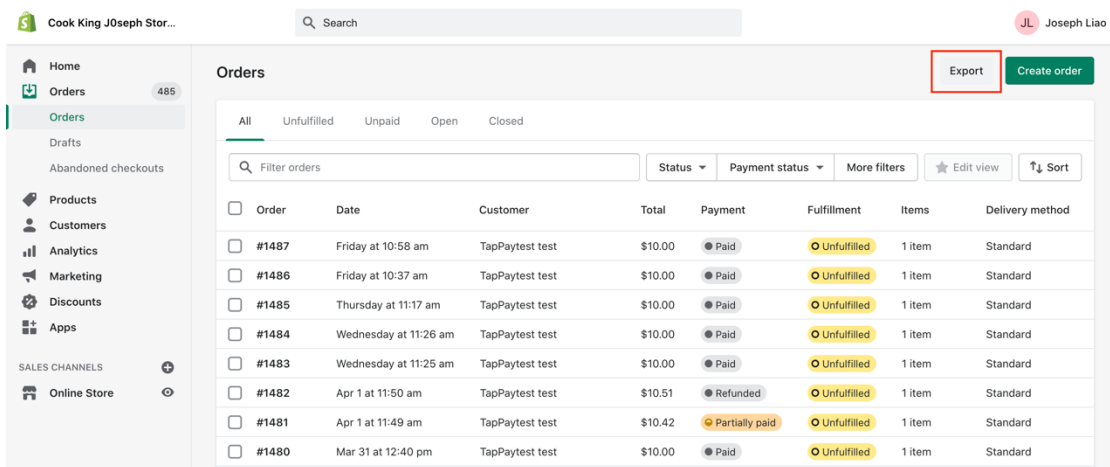 Cook King J0seph Stor...
Search
JL Joseph Liao
Home
Orders 485
Orders
Drafts
Abandoned checkouts
Products
Customers
Analytics
Marketing
Discounts
Apps
SALES CHANNELS
Online Store
Orders
Export Create order
All Unfulfilled Unpaid Open Closed
Filter orders Status Payment status More filters Edit view Sort
Order Date Customer Total Payment Fulfillment Items Delivery method
#1487 Friday at 10:58 am TapPaytest test $10.00 Paid Unfulfilled 1 item Standard
#1486 Friday at 10:37 am TapPaytest test $10.00 Paid Unfulfilled 1 item Standard
#1485 Thursday at 11:17 am TapPaytest test $10.00 Paid Unfulfilled 1 item Standard
#1484 Wednesday at 11:26 am TapPaytest test $10.00 Paid Unfulfilled 1 item Standard
#1483 Wednesday at 11:25 am TapPaytest test $10.00 Paid Unfulfilled 1 item Standard
#1482 Apr 1 at 11:50 am TapPaytest test $10.51 Refunded Unfulfilled 1 item Standard
#1481 Apr 1 at 11:49 am TapPaytest test $10.42 Partially paid Unfulfilled 1 item Standard
#1480 Mar 31 at 12:40 pm TapPaytest test $10.00 Paid Unfulfilled 1 item Standard